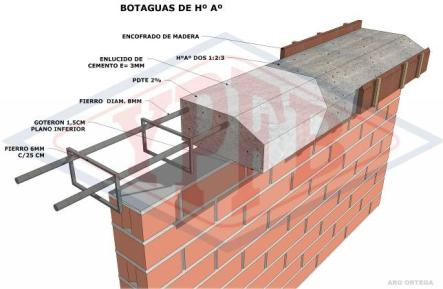 BOTAGUAS DE Hº Aº
ENCOFRADO DE MADERA
ENLUCIDO DE
CEMENTO E= 3MM
HºAº DOS 1:2:3
PDTE 2%
FIERRO DIAM. 8MM
GOTERON 1,5CM
PLANO INFERIOR
FIERRO 6MM
C/25 CM
YPFB
ARQ ORTEGA